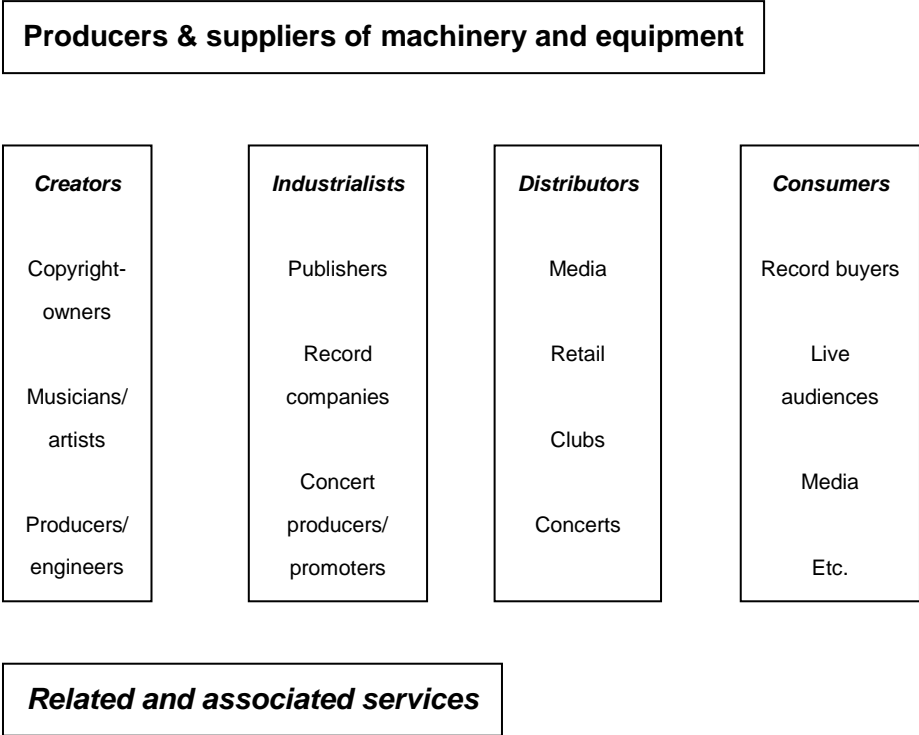 Producers & suppliers of machinery and equipment
Creators
Copyright-
owners
Musicians/
artists
Producers/
engineers
Industrialists
Publishers
Record
companies
Concert
producers/
promoters
Distributors
Media
Retail
Clubs
Concerts
Consumers
Record buyers
Live
audiences
Media
Etc.
Related and associated services